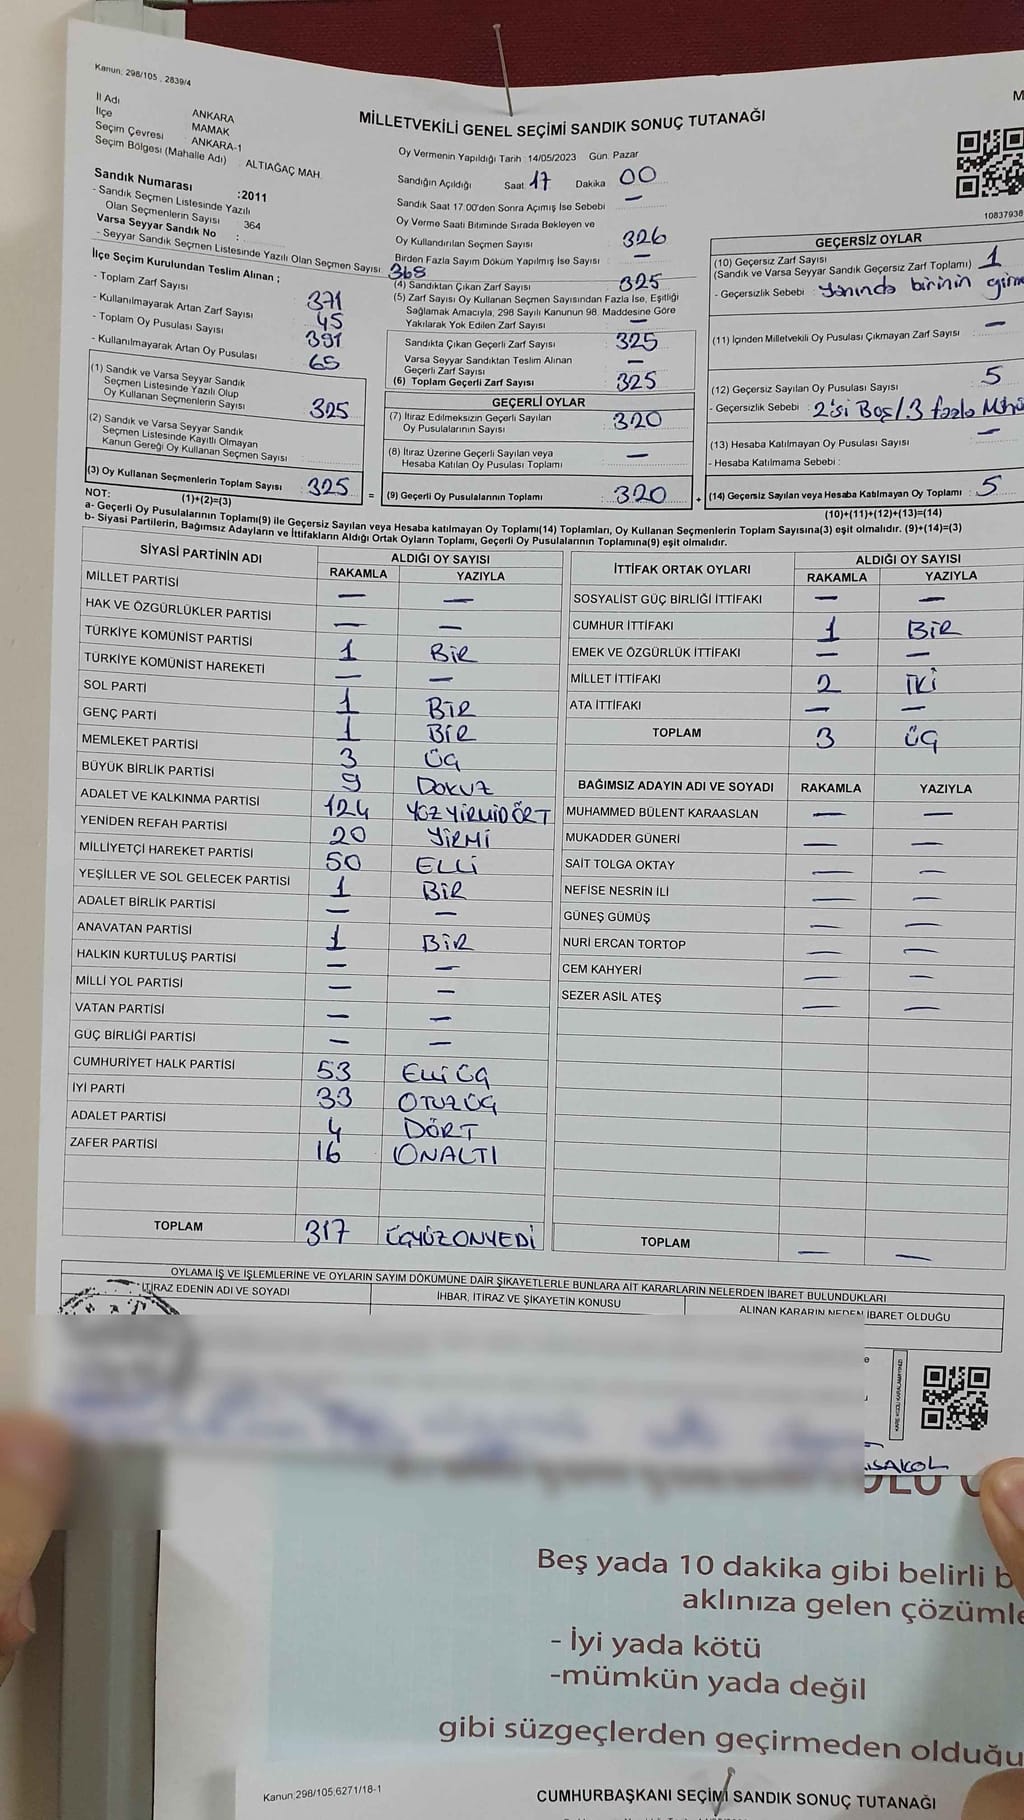 Kanun; 298/105 , 2839/4
M
MİLLETVEKİLİ GENEL SEÇİMİ SANDIK SONUÇ TUTANAĞI
İl Adı ANKARA
İlçe MAMAK
Seçim Çevresi : ANKARA-1
Seçim Bölgesi (Mahalle Adı) : ALTIAĞAÇ MAH.
Sandık Numarası :2011
- Sandık Seçmen Listesinde Yazılı
Olan Seçmenlerin Sayısı 364
Varsa Seyyar Sandık No :
- Seyyar Sandık Seçmen Listesinde Yazılı Olan Seçmen Sayısı : 368
İlçe Seçim Kurulundan Teslim Alınan ;
- Toplam Zarf Sayısı 371
- Kullanılmayarak Artan Zarf Sayısı 45
- Toplam Oy Pusulası Sayısı 391
- Kullanılmayarak Artan Oy Pusulası 65
(1) Sandık ve Varsa Seyyar Sandık
Seçmen Listesinde Yazılı Olup
Oy Kullanan Seçmenlerin Sayısı 325
(2) Sandık ve Varsa Seyyar Sandık
Seçmen Listesinde Kayıtlı Olmayan
Kanun Gereği Oy Kullanan Seçmen Sayısı
(3) Oy Kullanan Seçmenlerin Toplam Sayısı : 325
(1)+(2)=(3)
Oy Vermenin Yapıldığı Tarih 14/05/2023 Gün: Pazar
Sandığın Açıldığı Saat 17 Dakika 00
Sandık Saat 17:00'den Sonra Açımış İse Sebebi : —
Oy Verme Saati Bitiminde Sırada Bekleyen ve
Oy Kullandırılan Seçmen Sayısı 326
Birden Fazla Sayım Döküm Yapılmış İse Sayısı : —
(4) Sandıktan Çıkan Zarf Sayısı : 325
(5) Zarf Sayısı Oy Kullanan Seçmen Sayısından Fazla İse, Eşitliği
Sağlamak Amacıyla, 298 Sayılı Kanunun 98. Maddesine Göre
Yakılarak Yok Edilen Zarf Sayısı : —
Sandıkta Çıkan Geçerli Zarf Sayısı : 325
Varsa Seyyar Sandıktan Teslim Alınan
Geçerli Zarf Sayısı : —
(6) Toplam Geçerli Zarf Sayısı : 325
GEÇERLİ OYLAR
(7) İtiraz Edilmeksizin Geçerli Sayılan
Oy Pusulalarının Sayısı : 320
(8) İtiraz Üzerine Geçerli Sayılan veya
Hesaba Katılan Oy Pusulası Toplamı : —
= (9) Geçerli Oy Pusulalarının Toplamı : 320 +
10837938
GEÇERSİZ OYLAR
(10) Geçersiz Zarf Sayısı
(Sandık ve Varsa Seyyar Sandık Geçersiz Zarf Toplamı) : 1
- Geçersizlik Sebebi : Yanında birinin girm
(11) İçinden Milletvekili Oy Pusulası Çıkmayan Zarf Sayısı : —
(12) Geçersiz Sayılan Oy Pusulası Sayısı : 5
- Geçersizlik Sebebi : 2'si Boş / 3 fazla Mühü
(13) Hesaba Katılmayan Oy Pusulası Sayısı : —
- Hesaba Katılmama Sebebi :
(14) Geçersiz Sayılan veya Hesaba Katılmayan Oy Toplamı : 5
(10)+(11)+(12)+(13)=(14)
NOT:
a- Geçerli Oy Pusulalarının Toplamı(9) ile Geçersiz Sayılan veya Hesaba katılmayan Oy Toplamı(14) Toplamları, Oy Kullanan Seçmenlerin Toplam Sayısına(3) eşit olmalıdır. (9)+(14)=(3)
b- Siyasi Partilerin, Bağımsız Adayların ve İttifakların Aldığı Ortak Oyların Toplamı, Geçerli Oy Pusulalarının Toplamına(9) eşit olmalıdır.
SİYASİ PARTİNİN ADI ALDIĞI OY SAYISI
RAKAMLA YAZIYLA
MİLLET PARTİSİ — —
HAK VE ÖZGÜRLÜKLER PARTİSİ — —
TÜRKİYE KOMÜNİST PARTİSİ 1 BİR
TÜRKİYE KOMÜNİST HAREKETİ — —
SOL PARTİ 1 BİR
GENÇ PARTİ 1 BİR
MEMLEKET PARTİSİ 3 ÜÇ
BÜYÜK BİRLİK PARTİSİ 9 DOKUZ
ADALET VE KALKINMA PARTİSİ 124 YÜZ YİRMİDÖRT
YENİDEN REFAH PARTİSİ 20 YİRMİ
MİLLİYETÇİ HAREKET PARTİSİ 50 ELLİ
YEŞİLLER VE SOL GELECEK PARTİSİ 1 BİR
ADALET BİRLİK PARTİSİ — —
ANAVATAN PARTİSİ 1 BİR
HALKIN KURTULUŞ PARTİSİ — —
MİLLİ YOL PARTİSİ — —
VATAN PARTİSİ — —
GÜÇ BİRLİĞİ PARTİSİ — —
CUMHURİYET HALK PARTİSİ 53 ELLİ ÜÇ
İYİ PARTİ 33 OTUZ ÜÇ
ADALET PARTİSİ 4 DÖRT
ZAFER PARTİSİ 16 ONALTI
TOPLAM 317 ÜÇYÜZ ONYEDİ
İTTİFAK ORTAK OYLARI ALDIĞI OY SAYISI
RAKAMLA YAZIYLA
SOSYALİST GÜÇ BİRLİĞİ İTTİFAKI — —
CUMHUR İTTİFAKI 1 BİR
EMEK VE ÖZGÜRLÜK İTTİFAKI — —
MİLLET İTTİFAKI 2 İKİ
ATA İTTİFAKI — —
TOPLAM 3 ÜÇ
BAĞIMSIZ ADAYIN ADI VE SOYADI RAKAMLA YAZIYLA
MUHAMMED BÜLENT KARAASLAN — —
MUKADDER GÜNERİ — —
SAİT TOLGA OKTAY — —
NEFİSE NESRİN İLİ — —
GÜNEŞ GÜMÜŞ — —
NURİ ERCAN TORTOP — —
CEM KAHYERİ — —
SEZER ASİL ATEŞ — —
TOPLAM — —
OYLAMA İŞ VE İŞLEMLERİNE VE OYLARIN SAYIM DÖKÜMÜNE DAİR ŞİKAYETLERLE BUNLARA AİT KARARLARIN NELERDEN İBARET BULUNDUKLARI
İTİRAZ EDENİN ADI VE SOYADI İHBAR, İTİRAZ VE ŞİKAYETİN KONUSU ALINAN KARARIN NEDEN İBARET OLDUĞU
KARE KODU KARALAMAYINIZ!
Beş yada 10 dakika gibi belirli b
aklınıza gelen çözümle
- İyi yada kötü
-mümkün yada değil
gibi süzgeçlerden geçirmeden olduğu
Kanun;298/105;6271/18-1
CUMHURBAŞKANI SEÇİMİ SANDIK SONUÇ TUTANAĞI